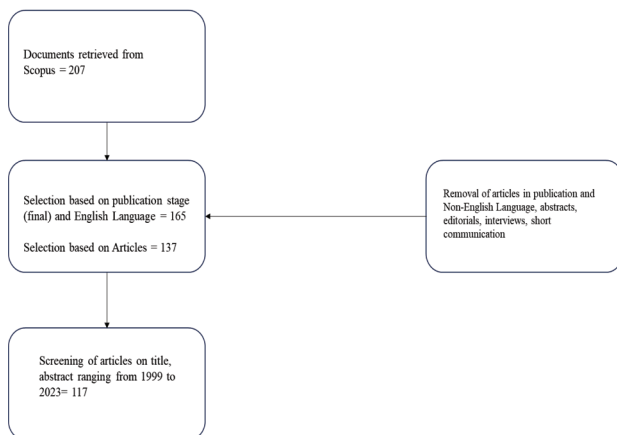 Documents retrieved from
Scopus = 207
Selection based on publication stage
(final) and English Language = 165
Selection based on Articles = 137
Removal of articles in publication and
Non-English Language, abstracts,
editorials, interviews, short
communication
Screening of articles on title,
abstract ranging from 1999 to
2023= 117